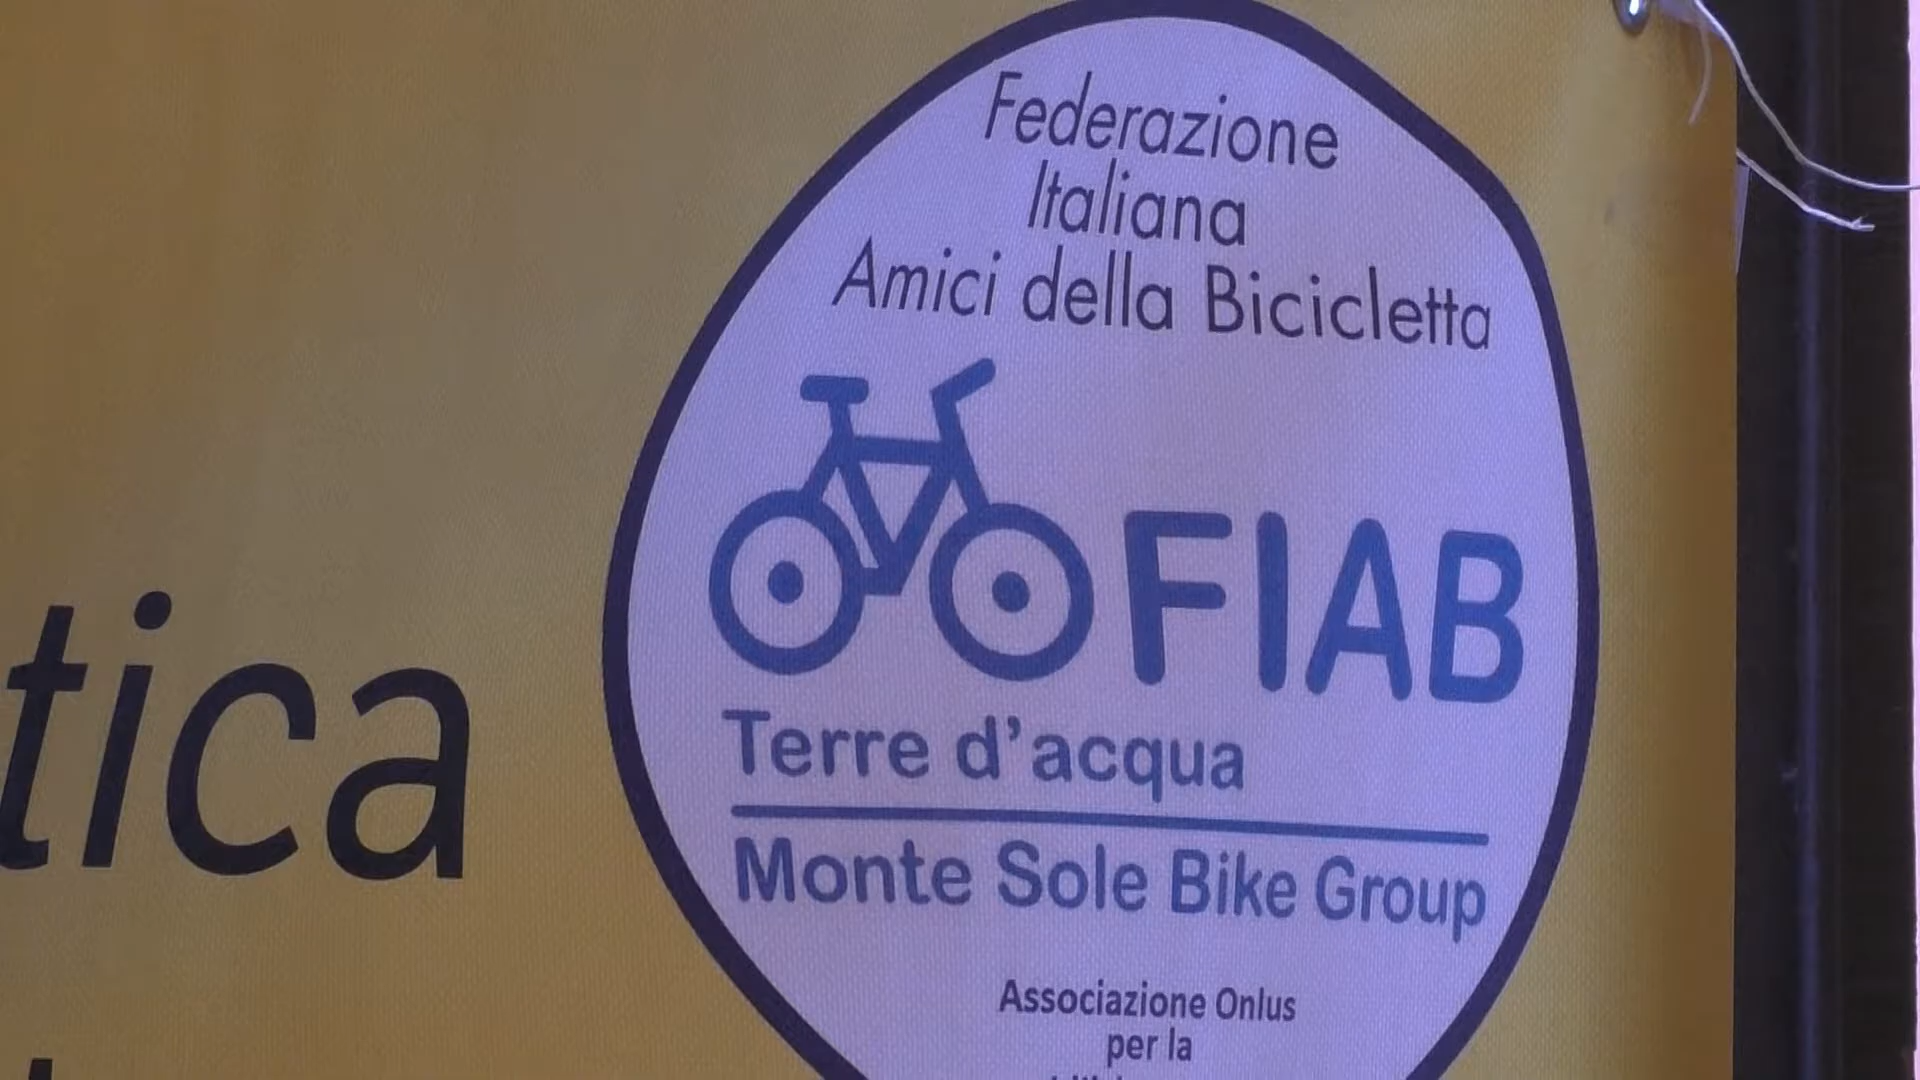 Federazione
Italiana
Amici della Bicicletta
FIAB
tica
Terre d'acqua
Monte Sole Bike Group
Associazione Onlus
per la